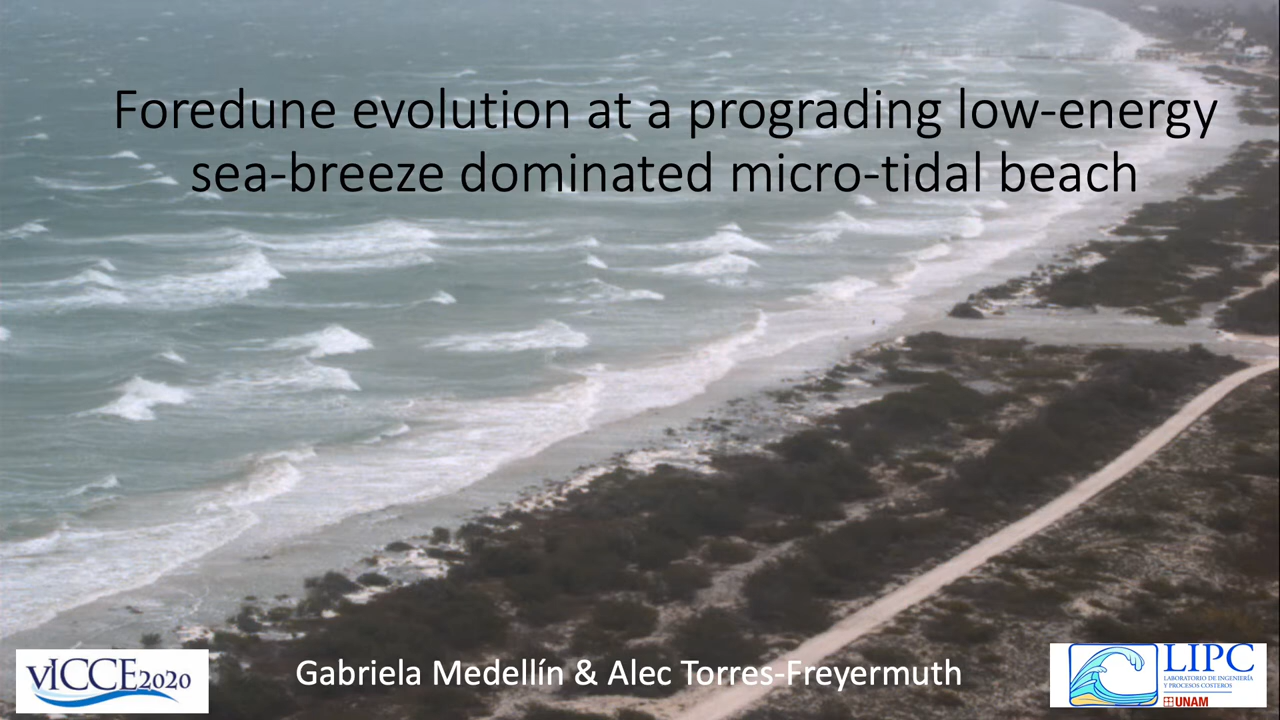 Foredune evolution at a prograding low-energy
sea-breeze dominated micro-tidal beach
vICCE2020
Gabriela Medellín & Alec Torres-Freyermuth
LIPC
LABORATORIO DE INGENIERÍA
Y PROCESOS COSTEROS
UNAM